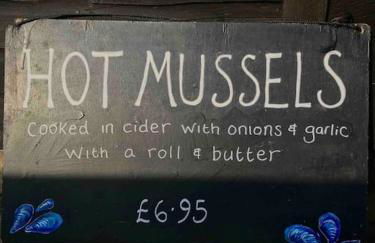 HOT MUSSELS
Cooked in cider with onions & garlic
With a roll & butter
£6.95